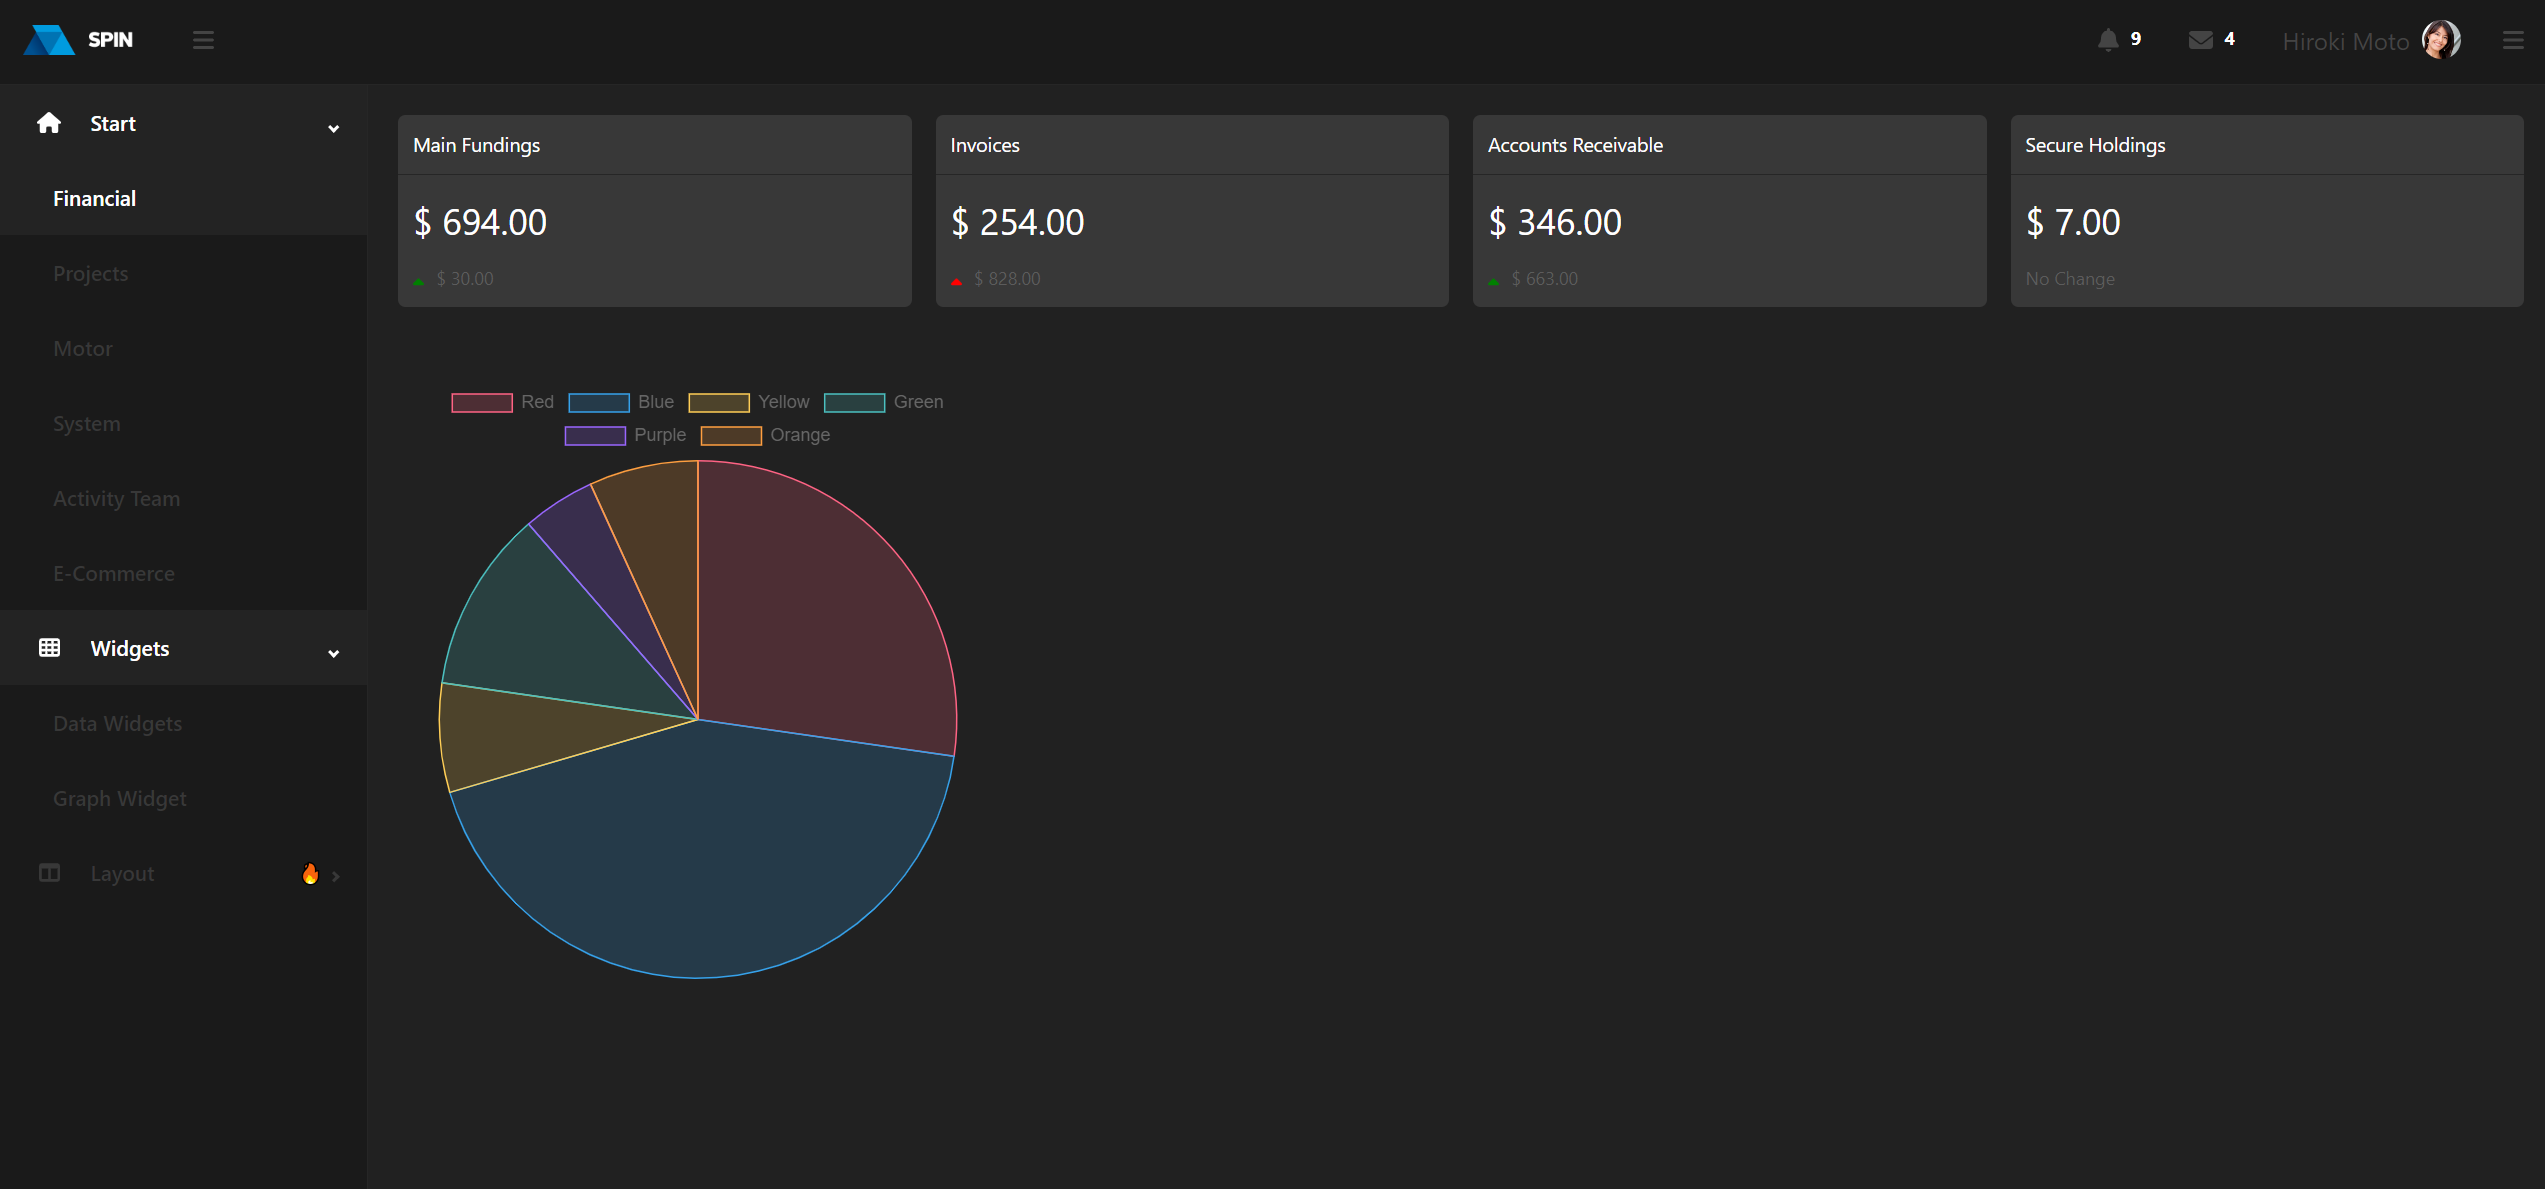 SPIN
9
4
Hiroki Moto
Start
Financial
Projects
Motor
System
Activity Team
E-Commerce
Widgets
Data Widgets
Graph Widget
Layout
Main Fundings
$ 694.00
$ 30.00
Invoices
$ 254.00
$ 828.00
Accounts Receivable
$ 346.00
$ 663.00
Secure Holdings
$ 7.00
No Change
Red Blue Yellow Green
Purple Orange